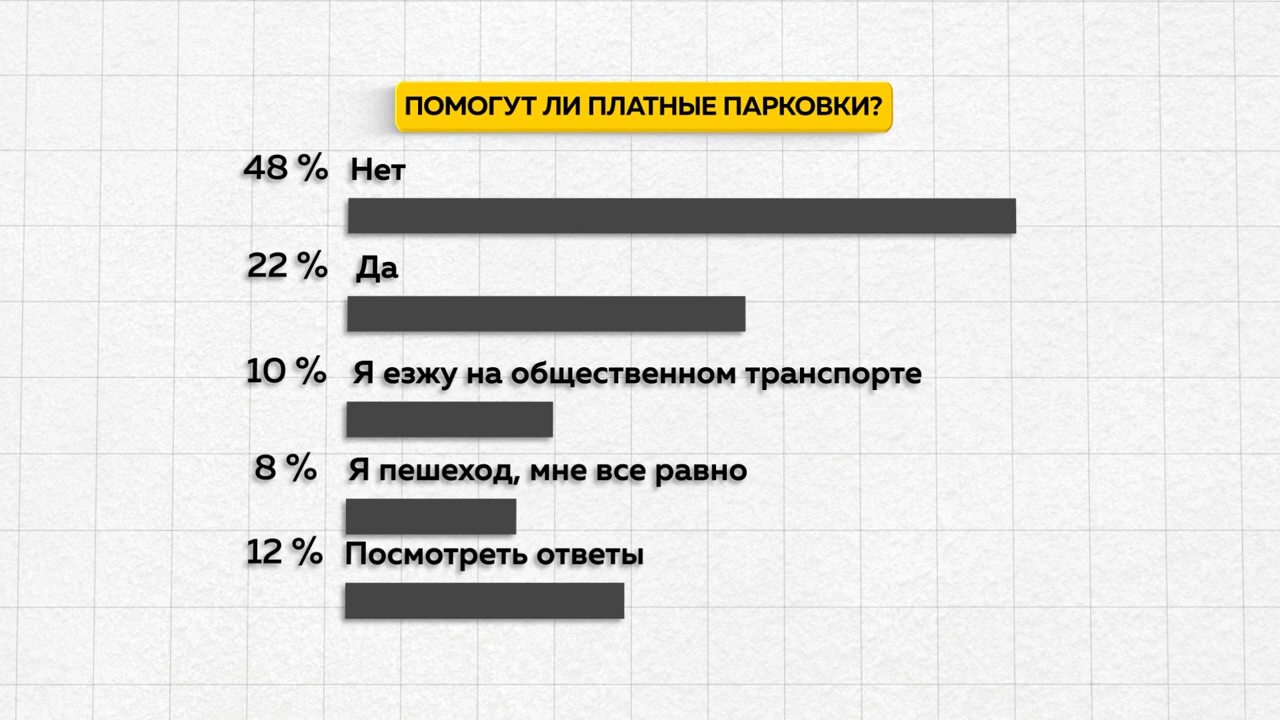 ПОМОГУТ ЛИ ПЛАТНЫЕ ПАРКОВКИ?
48 % Нет
22 % Да
10 % Я езжу на общественном транспорте
8 % Я пешеход, мне все равно
12 % Посмотреть ответы